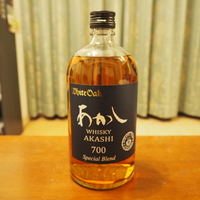 White Oak
あかし
WHISKY
AKASHI
700
Special Blend